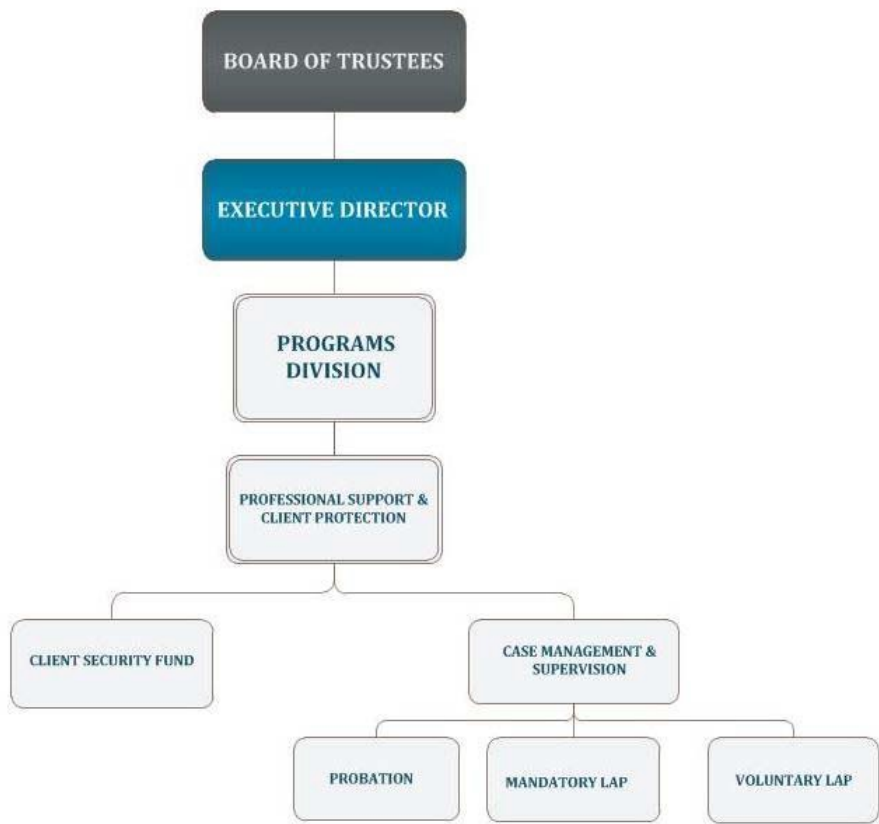 BOARD OF TRUSTEES
EXECUTIVE DIRECTOR
PROGRAMS
DIVISION
PROFESSIONAL SUPPORT &
CLIENT PROTECTION
CLIENT SECURITY FUND
CASE MANAGEMENT &
SUPERVISION
PROBATION
MANDATORY LAP
VOLUNTARY LAP